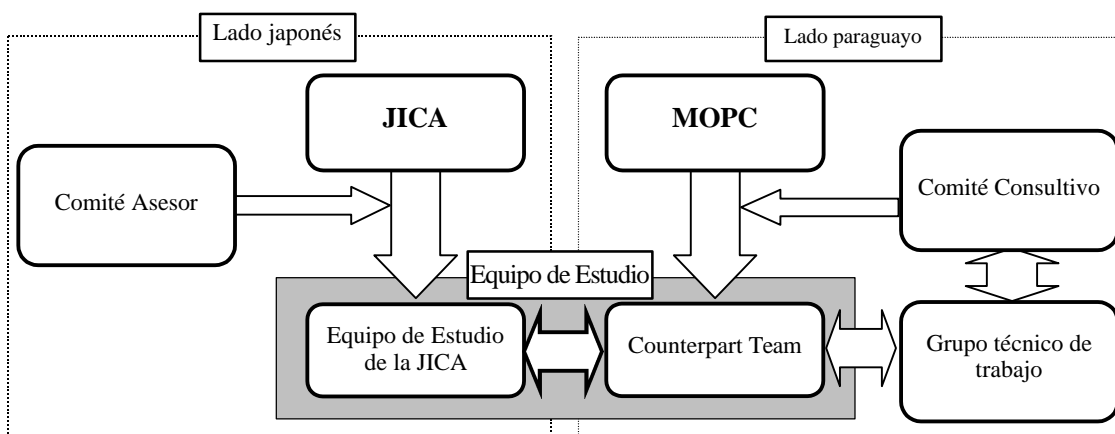 Lado japonés
Lado paraguayo
JICA
MOPC
Comité Asesor
Comité Consultivo
Equipo de Estudio
Equipo de Estudio
de la JICA
Counterpart Team
Grupo técnico de
trabajo